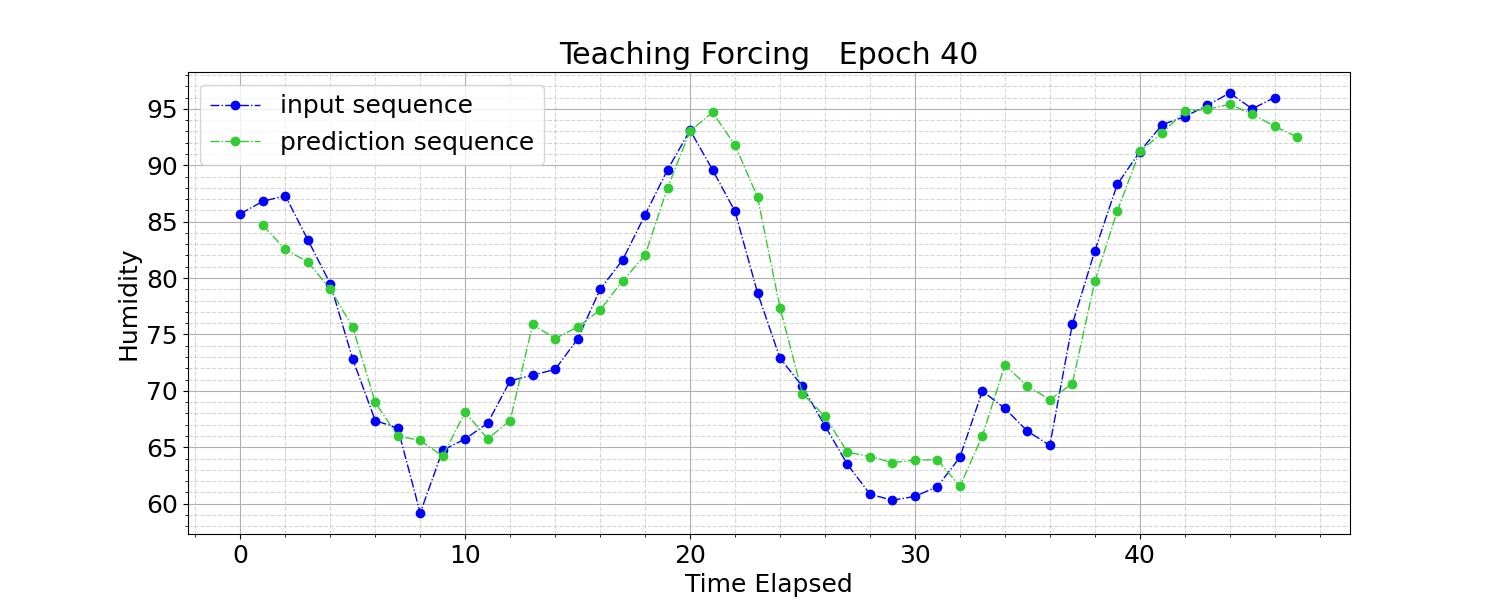 Teaching Forcing   Epoch 40
input sequence
prediction sequence
Humidity
95
90
85
80
75
70
65
60
0 10 20 30 40
Time Elapsed